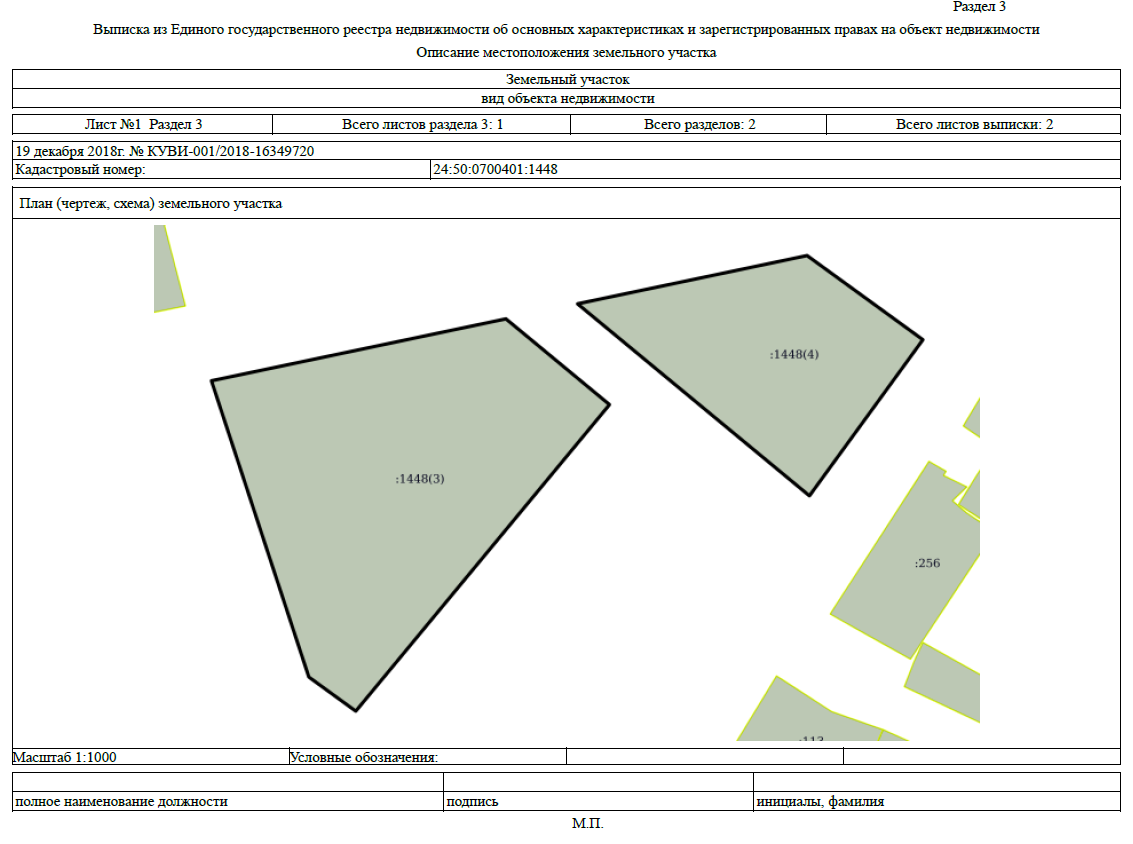 Раздел 3
Выписка из Единого государственного реестра недвижимости об основных характеристиках и зарегистрированных правах на объект недвижимости
Описание местоположения земельного участка
Земельный участок
вид объекта недвижимости
Лист №1 Раздел 3 Всего листов раздела 3: 1 Всего разделов: 2 Всего листов выписки: 2
19 декабря 2018г. № КУВИ-001/2018-16349720
Кадастровый номер: 24:50:0700401:1448
План (чертеж, схема) земельного участка
:1448(4)
:1448(3)
:256
:113
Масштаб 1:1000 Условные обозначения:
полное наименование должности подпись инициалы, фамилия
М.П.